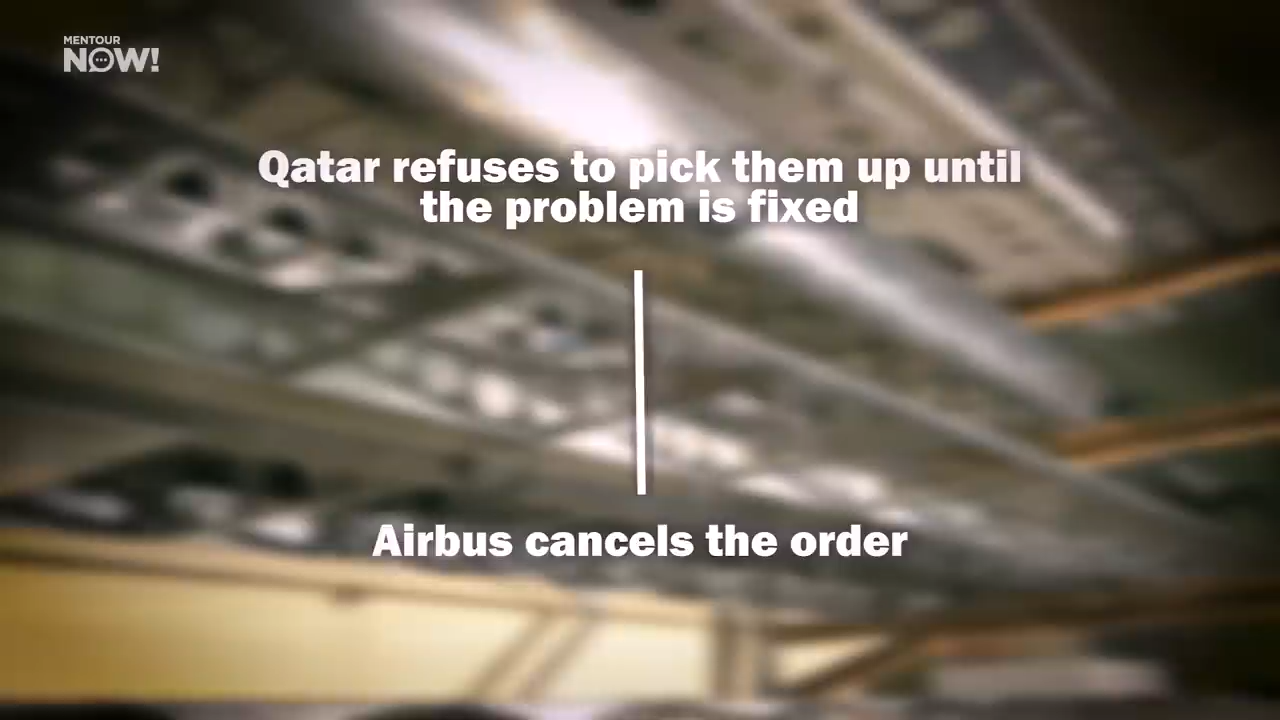 MENTOUR
NOW!
Qatar refuses to pick them up until
the problem is fixed
Airbus cancels the order